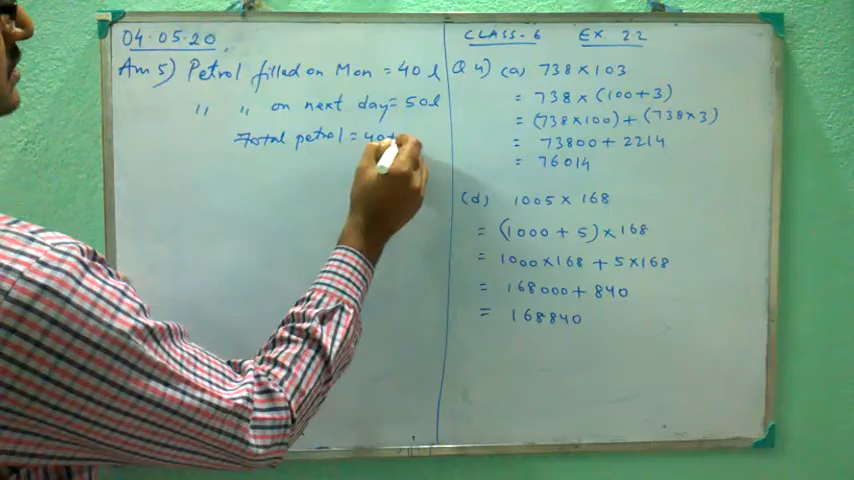 04.05.20
Ans 5) Petrol filled on Mon = 40 l
" " on next day = 50 l
Total petrol = 40+
CLASS-6 EX. 2.2
Q 4) (a) 738 × 103
= 738 × (100+3)
= (738×100) + (738×3)
= 73800 + 2214
= 76014
(d) 1005 × 168
= (1000 + 5) × 168
= 1000×168 + 5×168
= 168000 + 840
= 168840